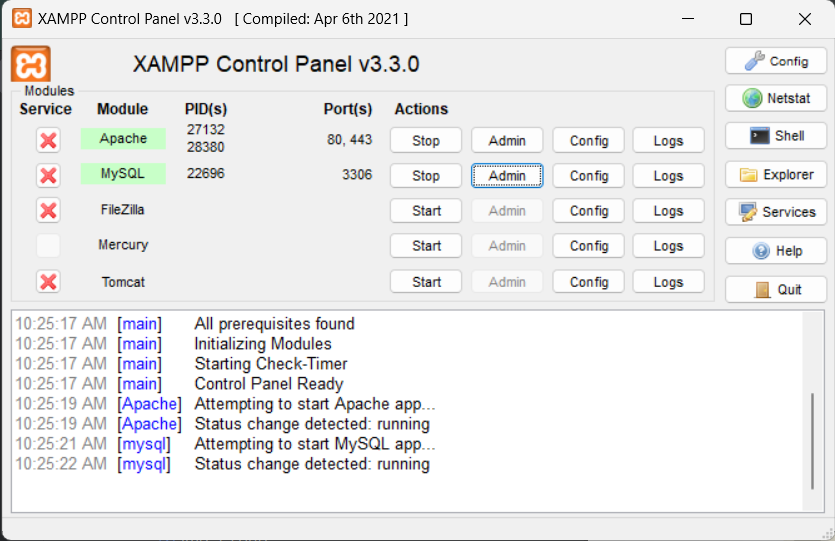 XAMPP Control Panel v3.3.0 [ Compiled: Apr 6th 2021 ]
XAMPP Control Panel v3.3.0
Config
Modules
Service Module PID(s) Port(s) Actions
Netstat
Apache 27132 28380 80, 443 Stop Admin Config Logs
Shell
MySQL 22696 3306 Stop Admin Config Logs
Explorer
FileZilla Start Admin Config Logs
Services
Mercury Start Admin Config Logs
Help
Tomcat Start Admin Config Logs
Quit
10:25:17 AM [main] All prerequisites found
10:25:17 AM [main] Initializing Modules
10:25:17 AM [main] Starting Check-Timer
10:25:17 AM [main] Control Panel Ready
10:25:19 AM [Apache] Attempting to start Apache app...
10:25:19 AM [Apache] Status change detected: running
10:25:21 AM [mysql] Attempting to start MySQL app...
10:25:22 AM [mysql] Status change detected: running